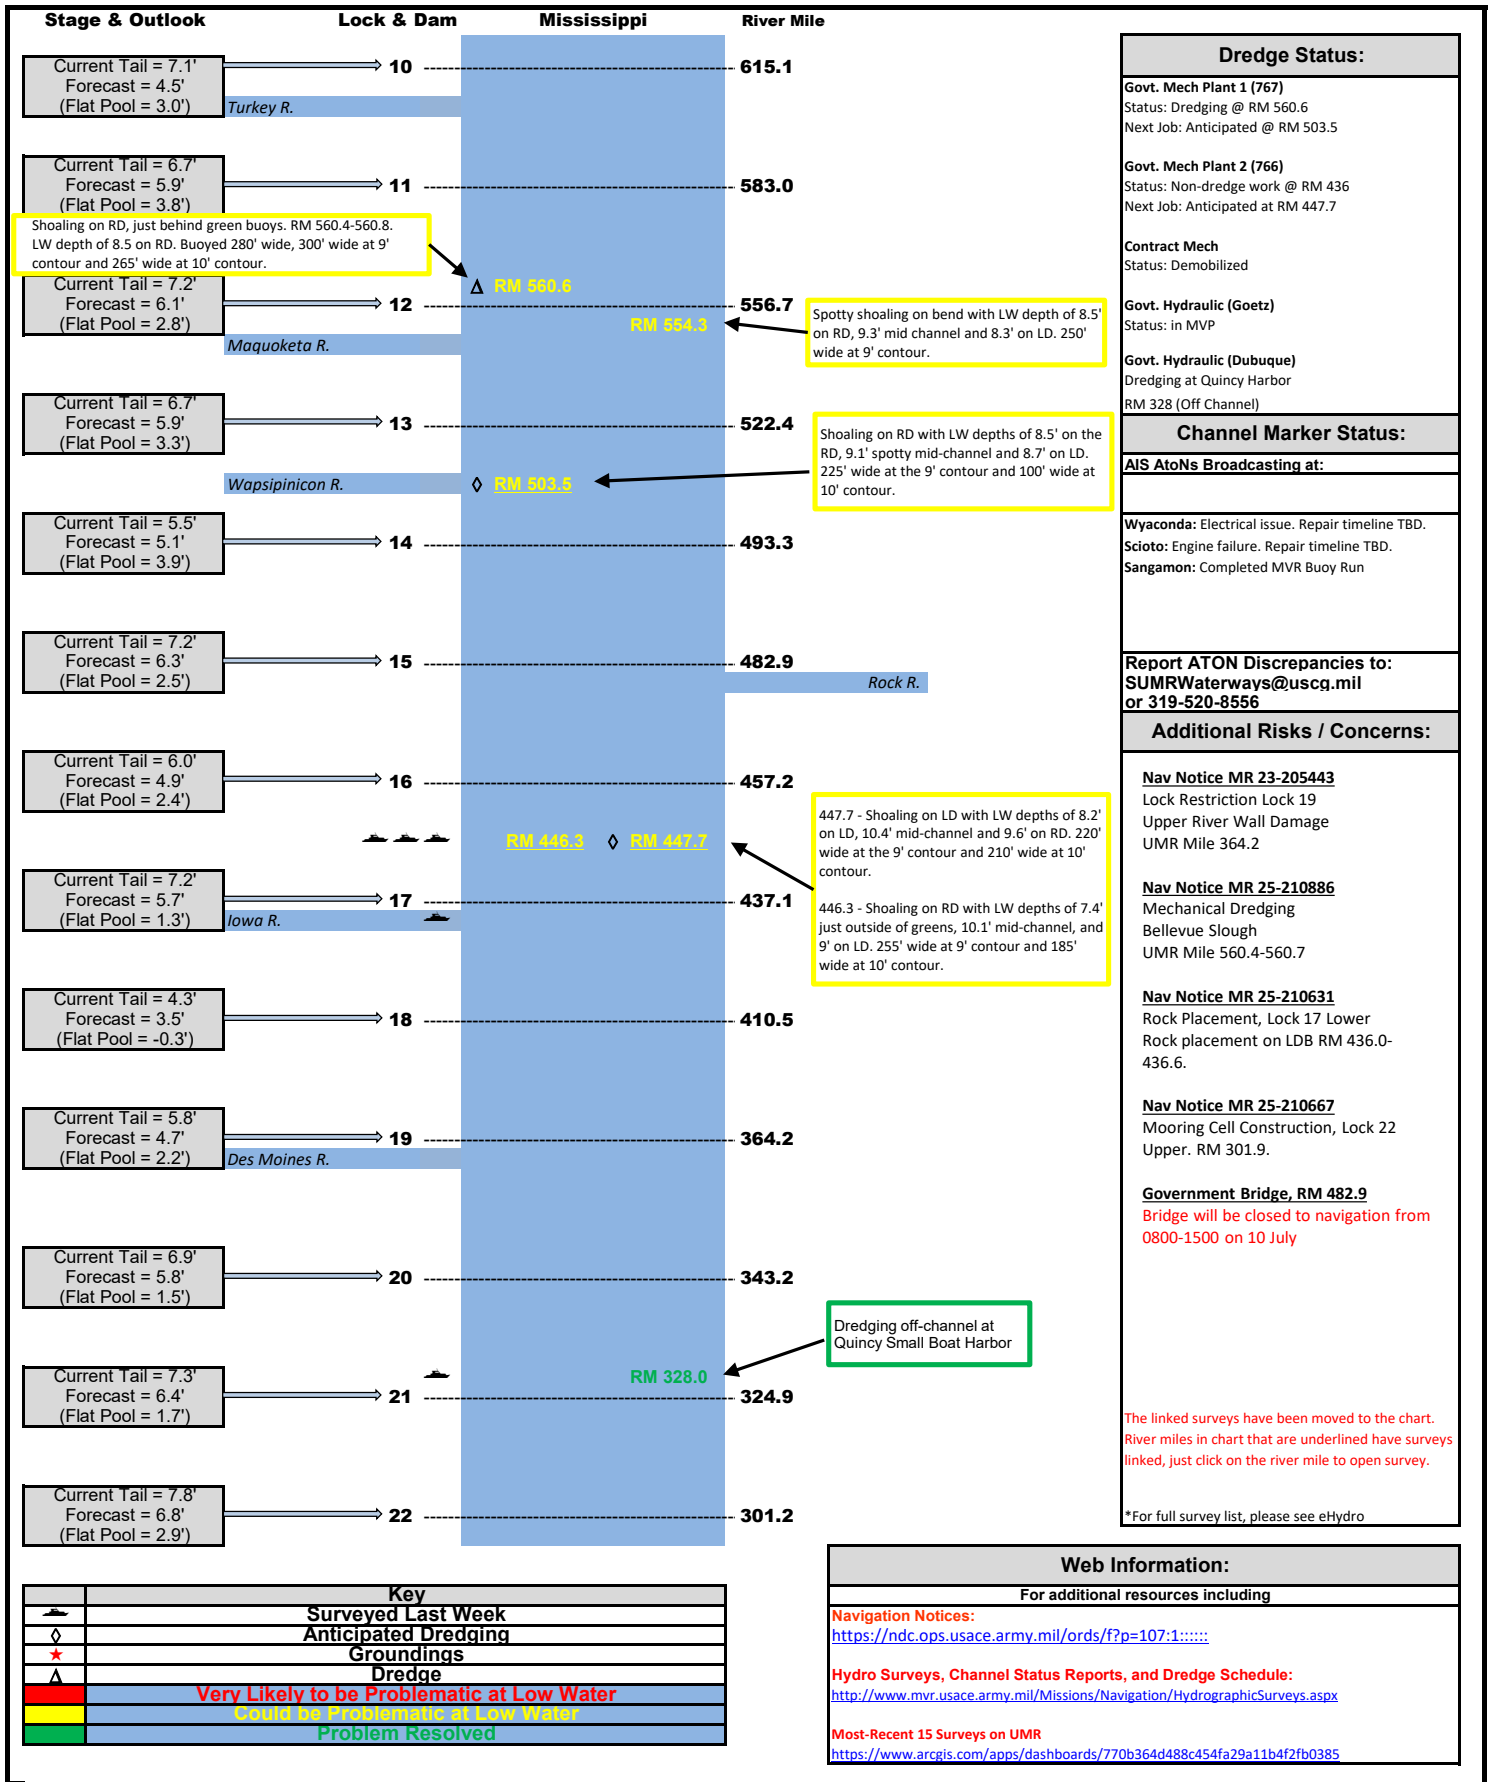 Stage & Outlook
Lock & Dam
Mississippi
River Mile
Current Tail = 7.1'
Forecast = 4.5'
(Flat Pool = 3.0')
10
615.1
Turkey R.
Current Tail = 6.7'
Forecast = 5.9'
(Flat Pool = 3.8')
11
583.0
Shoaling on RD, just behind green buoys. RM 560.4-560.8.
LW depth of 8.5 on RD. Buoyed 280' wide, 300' wide at 9'
contour and 265' wide at 10' contour.
RM 560.6
Current Tail = 7.2'
Forecast = 6.1'
(Flat Pool = 2.8')
12
556.7
RM 554.3
Spotty shoaling on bend with LW depth of 8.5'
on RD, 9.3' mid channel and 8.3' on LD. 250'
wide at 9' contour.
Maquoketa R.
Current Tail = 6.7'
Forecast = 5.9'
(Flat Pool = 3.3')
13
522.4
Shoaling on RD with LW depths of 8.5' on the
RD, 9.1' spotty mid-channel and 8.7' on LD.
225' wide at the 9' contour and 100' wide at
10' contour.
Wapsipinicon R.
RM 503.5
Current Tail = 5.5'
Forecast = 5.1'
(Flat Pool = 3.9')
14
493.3
Current Tail = 7.2'
Forecast = 6.3'
(Flat Pool = 2.5')
15
482.9
Rock R.
Current Tail = 6.0'
Forecast = 4.9'
(Flat Pool = 2.4')
16
457.2
RM 446.3
RM 447.7
447.7 - Shoaling on LD with LW depths of 8.2'
on LD, 10.4' mid-channel and 9.6' on RD. 220'
wide at the 9' contour and 210' wide at 10'
contour.
446.3 - Shoaling on RD with LW depths of 7.4'
just outside of greens, 10.1' mid-channel, and
9' on LD. 255' wide at 9' contour and 185'
wide at 10' contour.
Current Tail = 7.2'
Forecast = 5.7'
(Flat Pool = 1.3')
17
437.1
Iowa R.
Current Tail = 4.3'
Forecast = 3.5'
(Flat Pool = -0.3')
18
410.5
Current Tail = 5.8'
Forecast = 4.7'
(Flat Pool = 2.2')
19
364.2
Des Moines R.
Current Tail = 6.9'
Forecast = 5.8'
(Flat Pool = 1.5')
20
343.2
Dredging off-channel at
Quincy Small Boat Harbor
RM 328.0
Current Tail = 7.3'
Forecast = 6.4'
(Flat Pool = 1.7')
21
324.9
Current Tail = 7.8'
Forecast = 6.8'
(Flat Pool = 2.9')
22
301.2
Dredge Status:
Govt. Mech Plant 1 (767)
Status: Dredging @ RM 560.6
Next Job: Anticipated @ RM 503.5
Govt. Mech Plant 2 (766)
Status: Non-dredge work @ RM 436
Next Job: Anticipated at RM 447.7
Contract Mech
Status: Demobilized
Govt. Hydraulic (Goetz)
Status: in MVP
Govt. Hydraulic (Dubuque)
Dredging at Quincy Harbor
RM 328 (Off Channel)
Channel Marker Status:
AIS AtoNs Broadcasting at:
Wyaconda: Electrical issue. Repair timeline TBD.
Scioto: Engine failure. Repair timeline TBD.
Sangamon: Completed MVR Buoy Run
Report ATON Discrepancies to:
SUMRWaterways@uscg.mil
or 319-520-8556
Additional Risks / Concerns:
Nav Notice MR 23-205443
Lock Restriction Lock 19
Upper River Wall Damage
UMR Mile 364.2
Nav Notice MR 25-210886
Mechanical Dredging
Bellevue Slough
UMR Mile 560.4-560.7
Nav Notice MR 25-210631
Rock Placement, Lock 17 Lower
Rock placement on LDB RM 436.0-
436.6.
Nav Notice MR 25-210667
Mooring Cell Construction, Lock 22
Upper. RM 301.9.
Government Bridge, RM 482.9
Bridge will be closed to navigation from
0800-1500 on 10 July
The linked surveys have been moved to the chart.
River miles in chart that are underlined have surveys
linked, just click on the river mile to open survey.
*For full survey list, please see eHydro
Key
Surveyed Last Week
Anticipated Dredging
Groundings
Dredge
Very Likely to be Problematic at Low Water
Could be Problematic at Low Water
Problem Resolved
Web Information:
For additional resources including
Navigation Notices:
https://ndc.ops.usace.army.mil/ords/f?p=107:1::::::
Hydro Surveys, Channel Status Reports, and Dredge Schedule:
http://www.mvr.usace.army.mil/Missions/Navigation/HydrographicSurveys.aspx
Most-Recent 15 Surveys on UMR
https://www.arcgis.com/apps/dashboards/770b364d488c454fa29a11b4f2fb0385